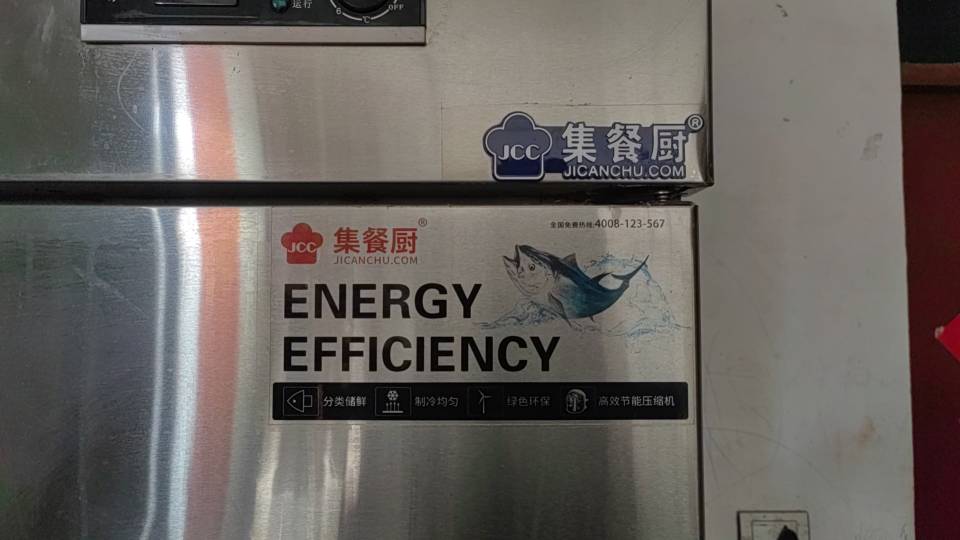 运行
6
℃
OFF
JCC
集餐厨®
JICANCHU.COM
JCC
集餐厨®
JICANCHU.COM
全国免费热线:4008-123-567
ENERGY
EFFICIENCY
分类储鲜 制冷均匀 绿色环保 高效节能压缩机